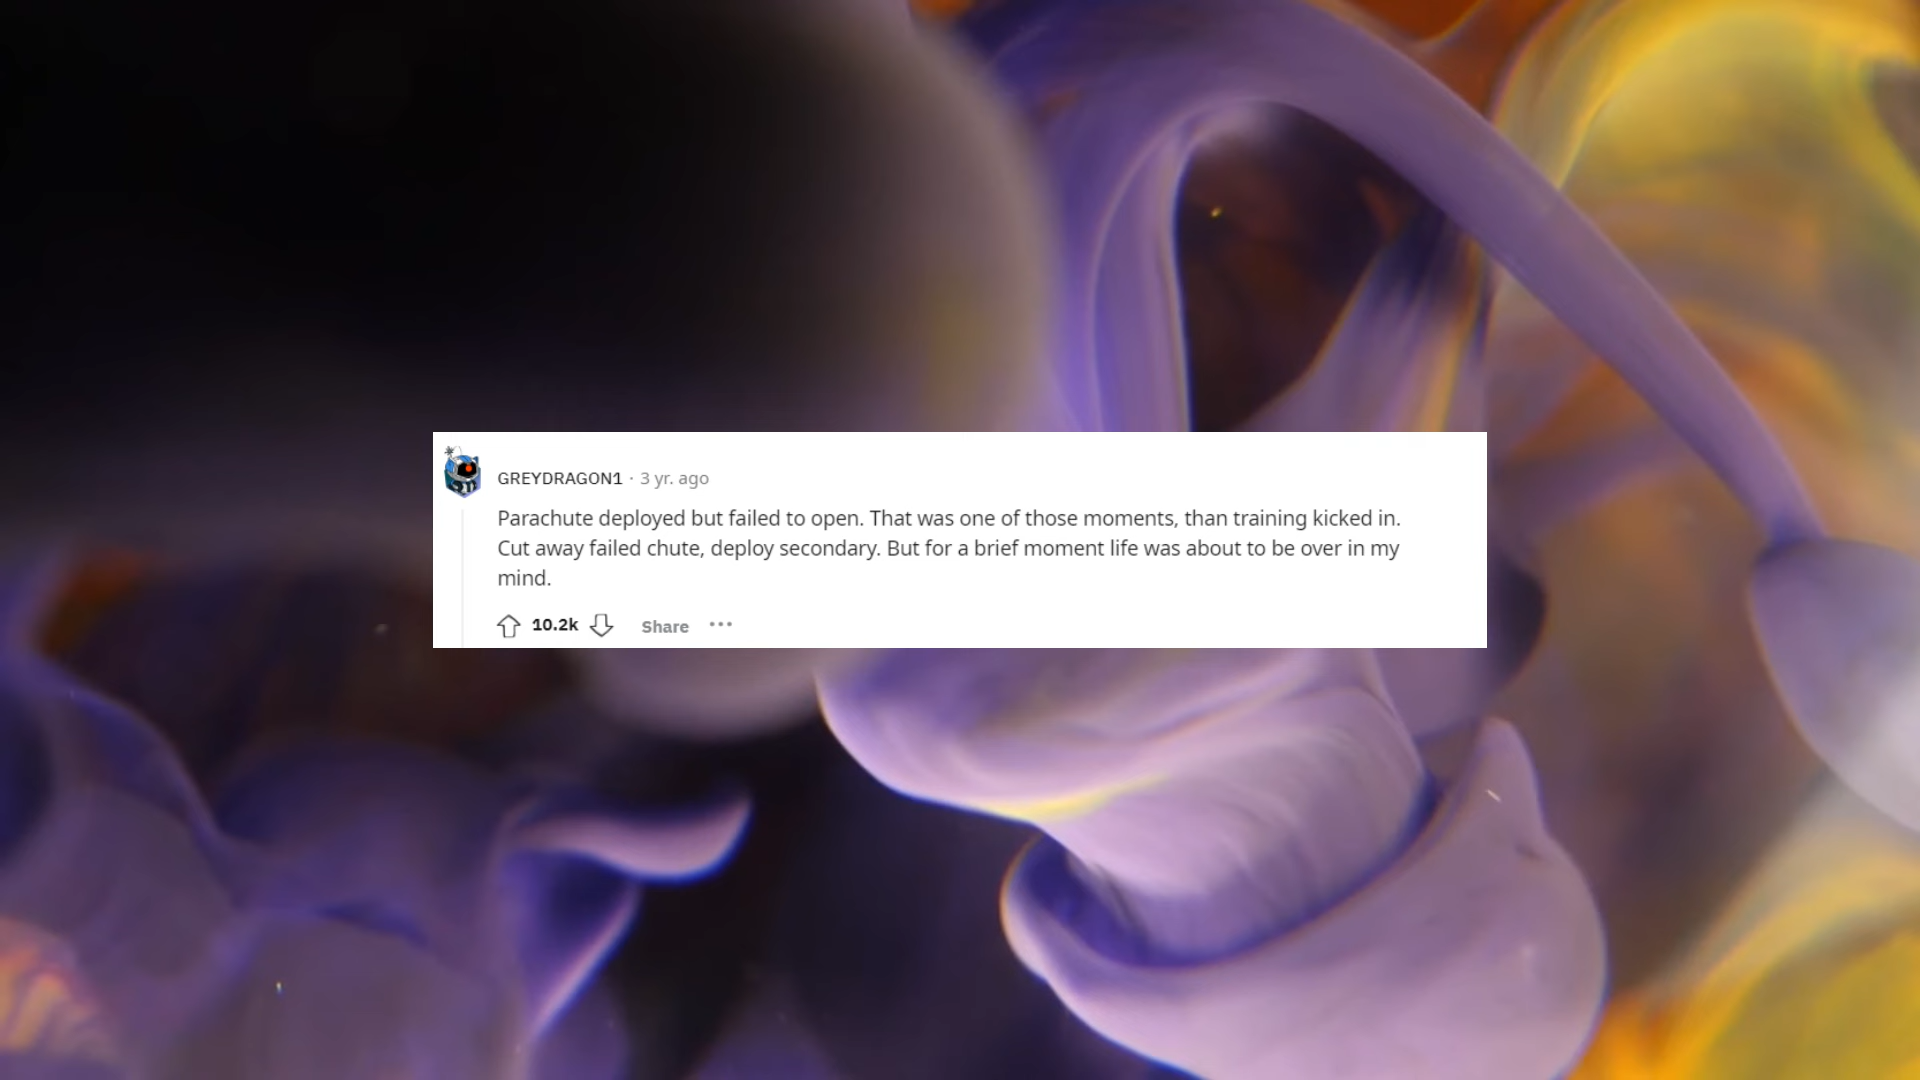 GREYDRAGON1 · 3 yr. ago
Parachute deployed but failed to open. That was one of those moments, than training kicked in.
Cut away failed chute, deploy secondary. But for a brief moment life was about to be over in my
mind.
10.2k Share ···